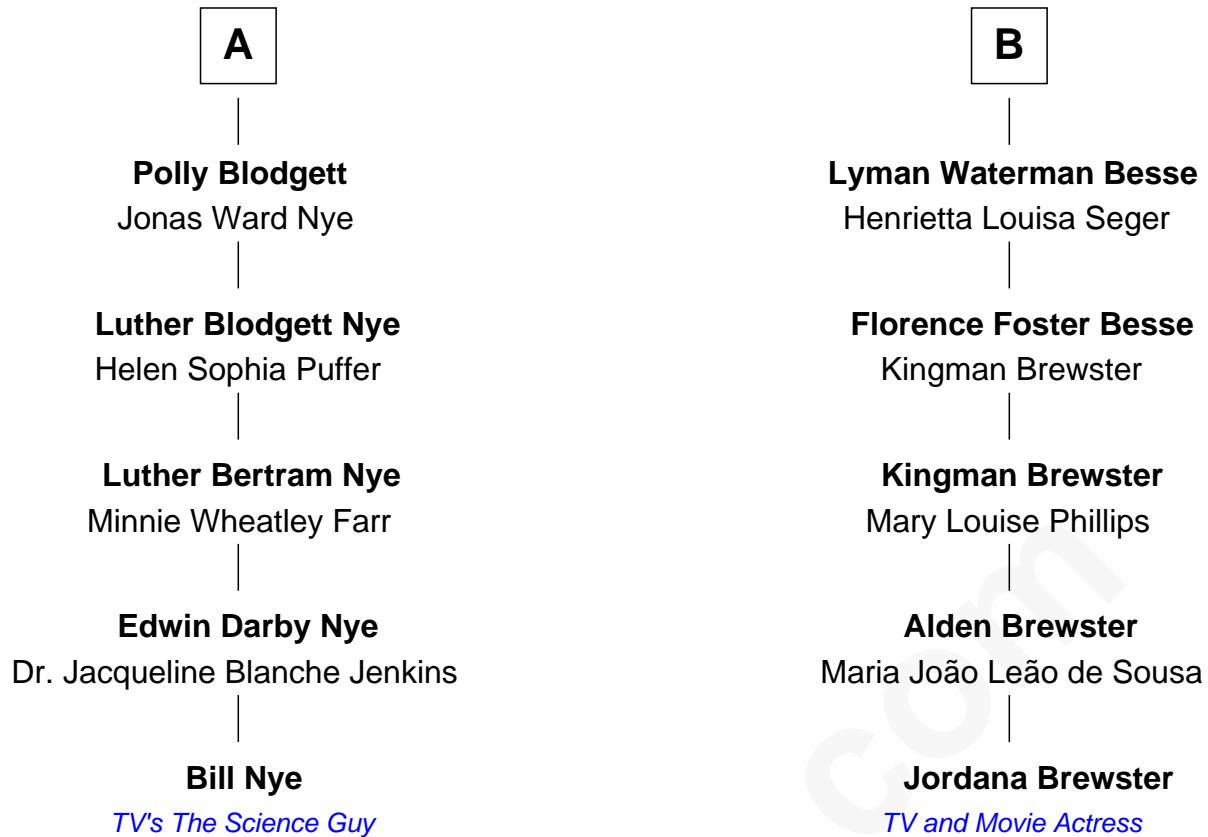 A
B
Polly Blodgett
Jonas Ward Nye
Lyman Waterman Besse
Henrietta Louisa Seger
Luther Blodgett Nye
Helen Sophia Puffer
Florence Foster Besse
Kingman Brewster
Luther Bertram Nye
Minnie Wheatley Farr
Kingman Brewster
Mary Louise Phillips
Edwin Darby Nye
Dr. Jacqueline Blanche Jenkins
Alden Brewster
Maria João Leão de Sousa
Bill Nye
TV's The Science Guy
Jordana Brewster
TV and Movie Actress
com